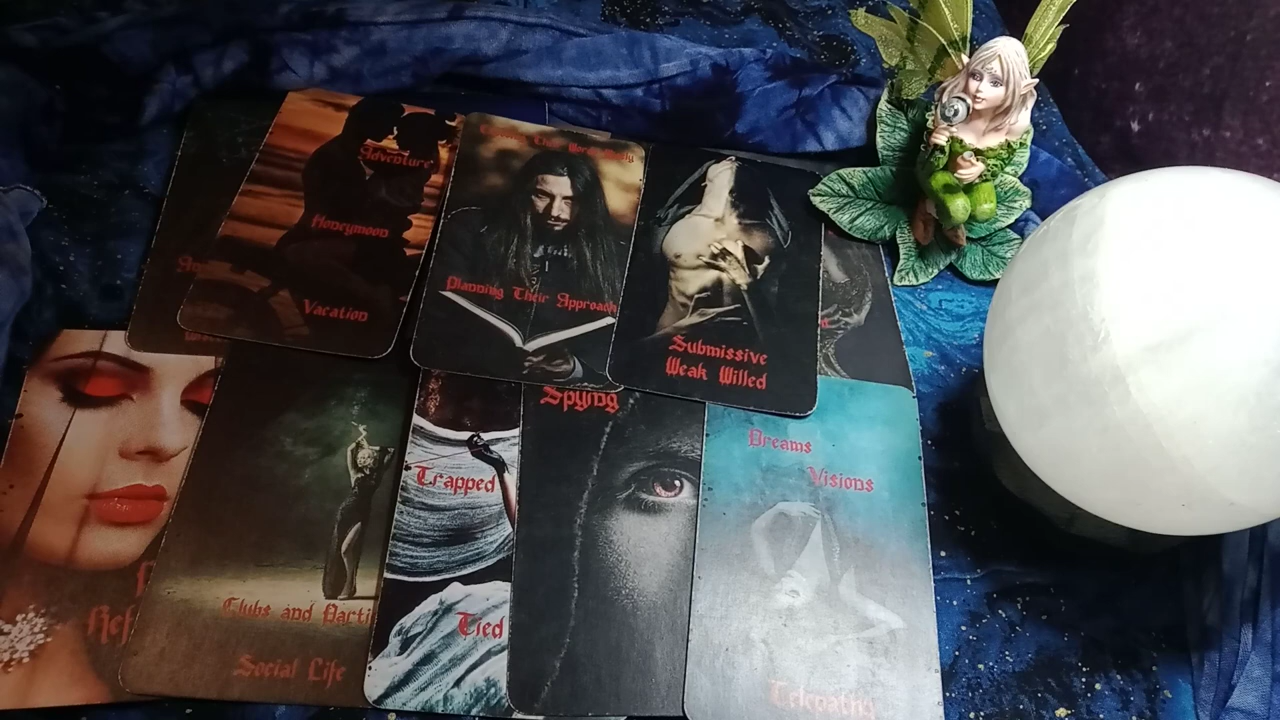 Adventure
Honeymoon
Vacation
Planning Their Approach
Submissive
Weak Willed
Clubs and Parti
Social Life
Trapped
Tied
Spying
Dreams
Visions
Telepathy